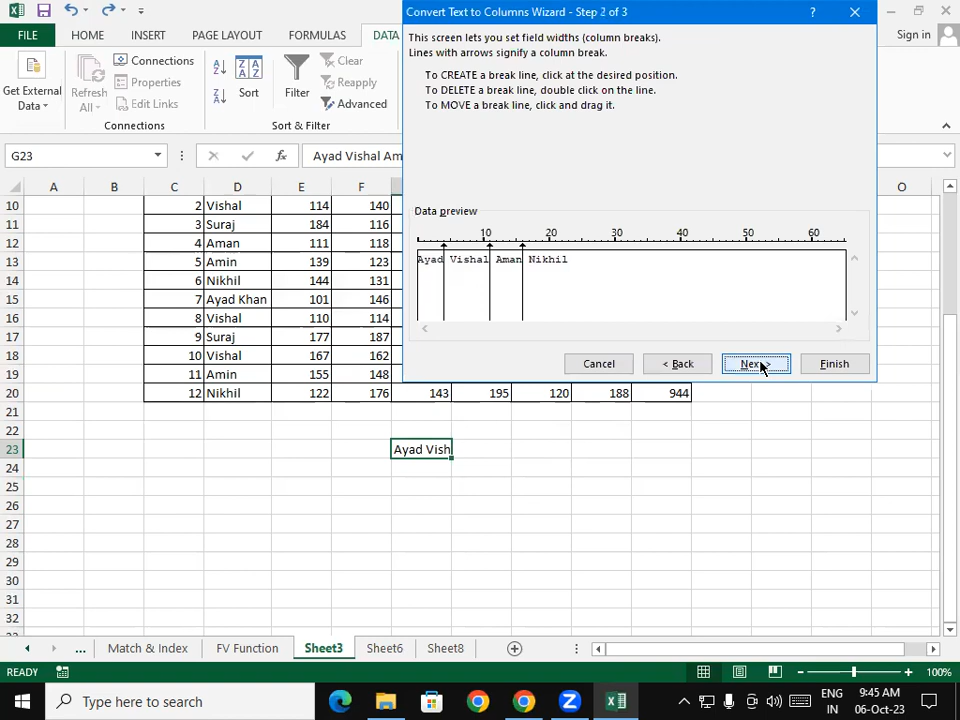 Convert Text to Columns Wizard - Step 2 of 3
?
Sign in
FILE
HOME
INSERT
PAGE LAYOUT
FORMULAS
DATA
This screen lets you set field widths (column breaks).
Lines with arrows signify a column break.
To CREATE a break line, click at the desired position.
To DELETE a break line, double click on the line.
To MOVE a break line, click and drag it.
Get External
Data
Refresh
All
Connections
Properties
Edit Links
Connections
Sort
Filter
Clear
Reapply
Advanced
Sort & Filter
G23
fx
Ayad Vishal Am
A B C D E F O
Data preview
10 20 30 40 50 60
Ayad Vishal Aman Nikhil
Cancel
< Back
Next >
Finish
10 2 Vishal 114 140
11 3 Suraj 184 116
12 4 Aman 111 118
13 5 Amin 139 123
14 6 Nikhil 144 131
15 7 Ayad Khan 101 146
16 8 Vishal 110 114
17 9 Suraj 177 187
18 10 Vishal 167 162
19 11 Amin 155 148
20 12 Nikhil 122 176 143 195 120 188 944
21
22
23 Ayad Vish
24
25
26
27
28
29
30
31
32
... Match & Index FV Function Sheet3 Sheet6 Sheet8
READY
100%
Type here to search
ENG
IN
9:45 AM
06-Oct-23